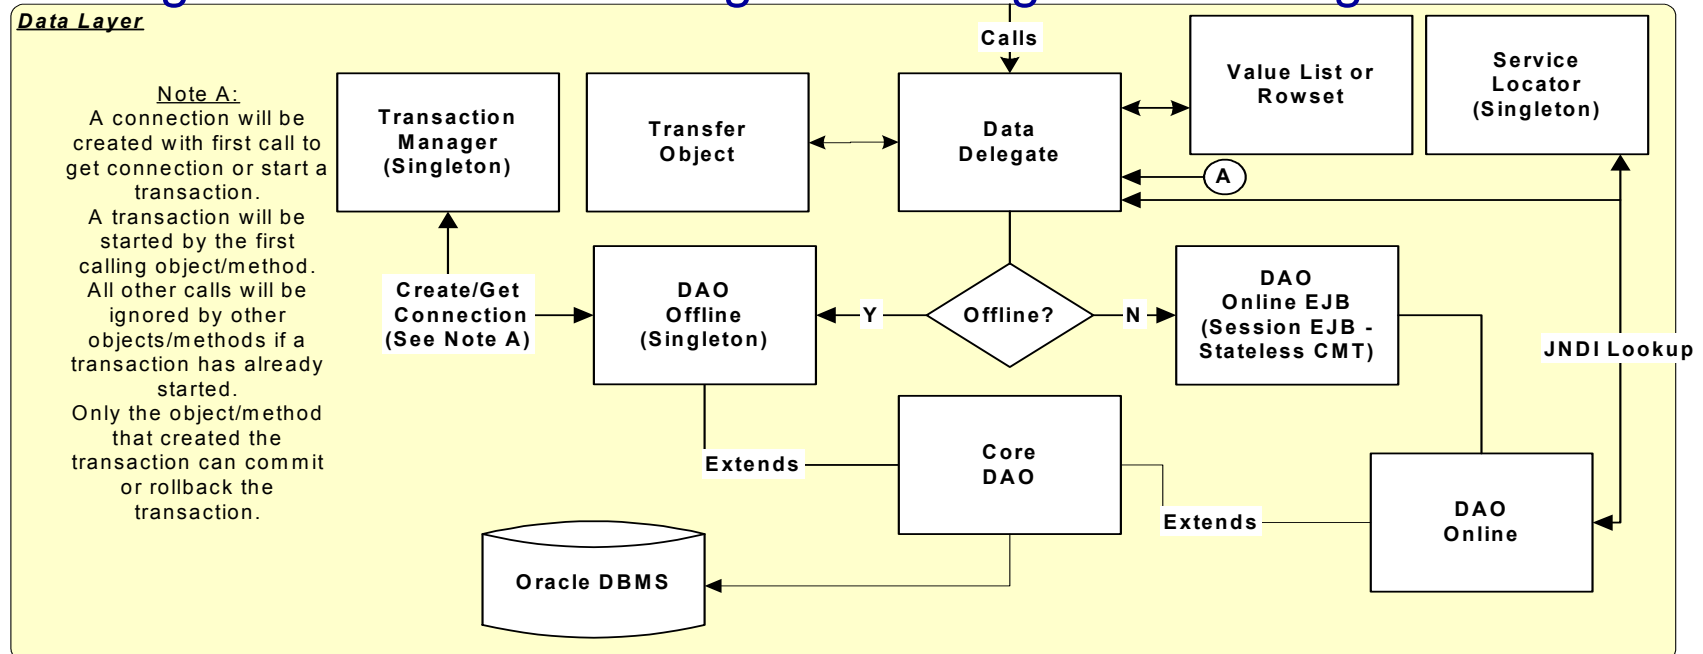 Data Layer
Calls
Note A:
A connection will be
created with first call to
get connection or start a
transaction.
A transaction will be
started by the first
calling object/method.
All other calls will be
ignored by other
objects/methods if a
transaction has already
started.
Only the object/method
that created the
transaction can commit
or rollback the
transaction.
Transaction
Manager
(Singleton)
Transfer
Object
Data
Delegate
Value List or
Rowset
Service
Locator
(Singleton)
A
Create/Get
Connection
(See Note A)
DAO
Offline
(Singleton)
Y
Offline?
N
DAO
Online EJB
(Session EJB -
Stateless CMT)
JNDI Lookup
Extends
Core
DAO
Extends
DAO
Online
Oracle DBMS